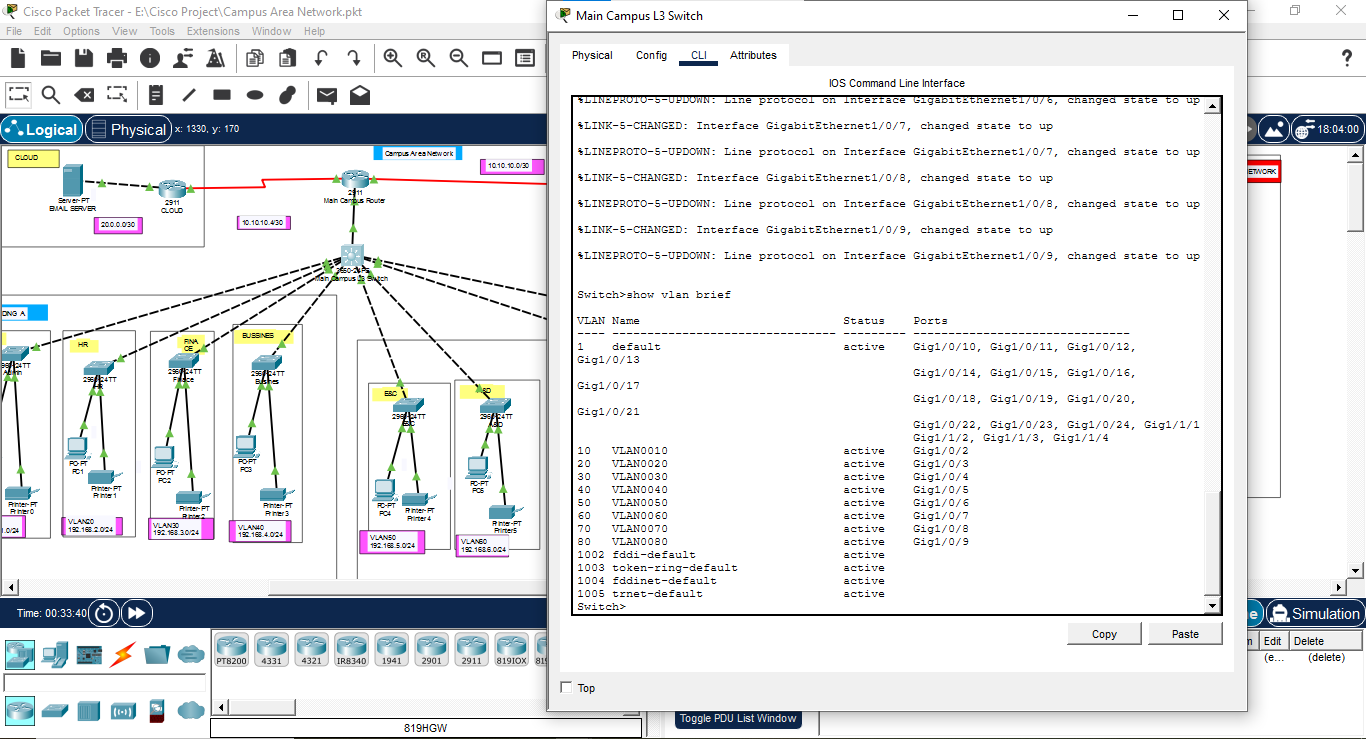 Cisco Packet Tracer - E:\Cisco Project\Campus Area Network.pkt
File Edit Options View Tools Extensions Window Help
Logical
Physical
x: 1330, y: 170
18:04:00
CLOUD
Server-PT
EMAIL SERVER
2911
CLOUD
20.0.0.0/30
10.10.10.4/30
Campus Area Network
10.10.10.0/30
2911
Main Campus Router
Main Campus L3 Switch
ETWORK
ONG A
HR
FINA
CE
BUSSINES
E&C
2960-24TT
HR
2960-24TT
Finace
2960-24TT
Busines
2960-24TT
E&C
2960-24TT
PC-PT
PC1
Printer-PT
Printer1
PC-PT
PC2
Printer-PT
Printer2
PC-PT
PC3
Printer-PT
Printer3
PC-PT
PC4
Printer-PT
Printer4
PC-PT
PC5
Printer-PT
Printer5
Printer-PT
Printer0
1.0/24
VLAN20
192.168.2.0/24
VLAN30
192.168.3.0/24
VLAN40
192.168.4.0/24
VLAN50
192.168.5.0/24
VLAN60
192.168.6.0/24
Time: 00:33:40
PT8200
4331
4321
IR8340
1941
2901
2911
819IOX
819HGW
Main Campus L3 Switch
Physical Config CLI Attributes
IOS Command Line Interface
%LINEPROTO-5-UPDOWN: Line protocol on Interface GigabitEthernet1/0/6, changed state to up
%LINK-5-CHANGED: Interface GigabitEthernet1/0/7, changed state to up
%LINEPROTO-5-UPDOWN: Line protocol on Interface GigabitEthernet1/0/7, changed state to up
%LINK-5-CHANGED: Interface GigabitEthernet1/0/8, changed state to up
%LINEPROTO-5-UPDOWN: Line protocol on Interface GigabitEthernet1/0/8, changed state to up
%LINK-5-CHANGED: Interface GigabitEthernet1/0/9, changed state to up
%LINEPROTO-5-UPDOWN: Line protocol on Interface GigabitEthernet1/0/9, changed state to up
Switch>show vlan brief
VLAN Name Status Ports
---- -------------------------------- --------- -------------------------------
1 default active Gig1/0/10, Gig1/0/11, Gig1/0/12,
Gig1/0/13
Gig1/0/14, Gig1/0/15, Gig1/0/16,
Gig1/0/17
Gig1/0/18, Gig1/0/19, Gig1/0/20,
Gig1/0/21
Gig1/0/22, Gig1/0/23, Gig1/0/24, Gig1/1/1
Gig1/1/2, Gig1/1/3, Gig1/1/4
10 VLAN0010 active Gig1/0/2
20 VLAN0020 active Gig1/0/3
30 VLAN0030 active Gig1/0/4
40 VLAN0040 active Gig1/0/5
50 VLAN0050 active Gig1/0/6
60 VLAN0060 active Gig1/0/7
70 VLAN0070 active Gig1/0/8
80 VLAN0080 active Gig1/0/9
1002 fddi-default active
1003 token-ring-default active
1004 fddinet-default active
1005 trnet-default active
Switch>
Copy
Paste
Top
Simulation
Edit Delete
(e... (delete)
Toggle PDU List Window